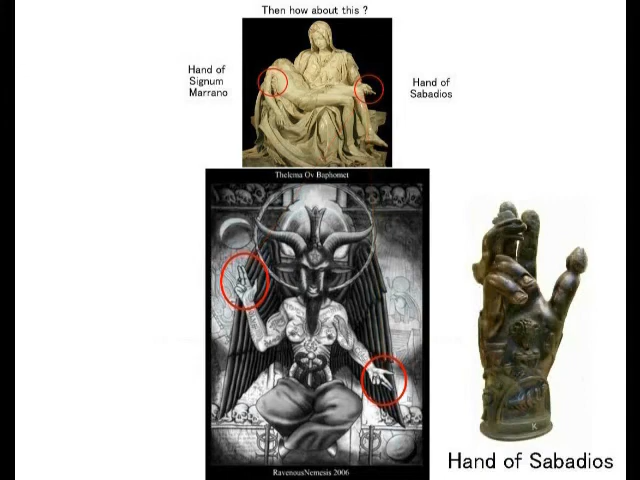 Then how about this ?
Hand of
Signum
Marrano
Hand of
Sabadios
Thelema Ov Baphomet
RavenousNemesis 2006
K
Hand of Sabadios